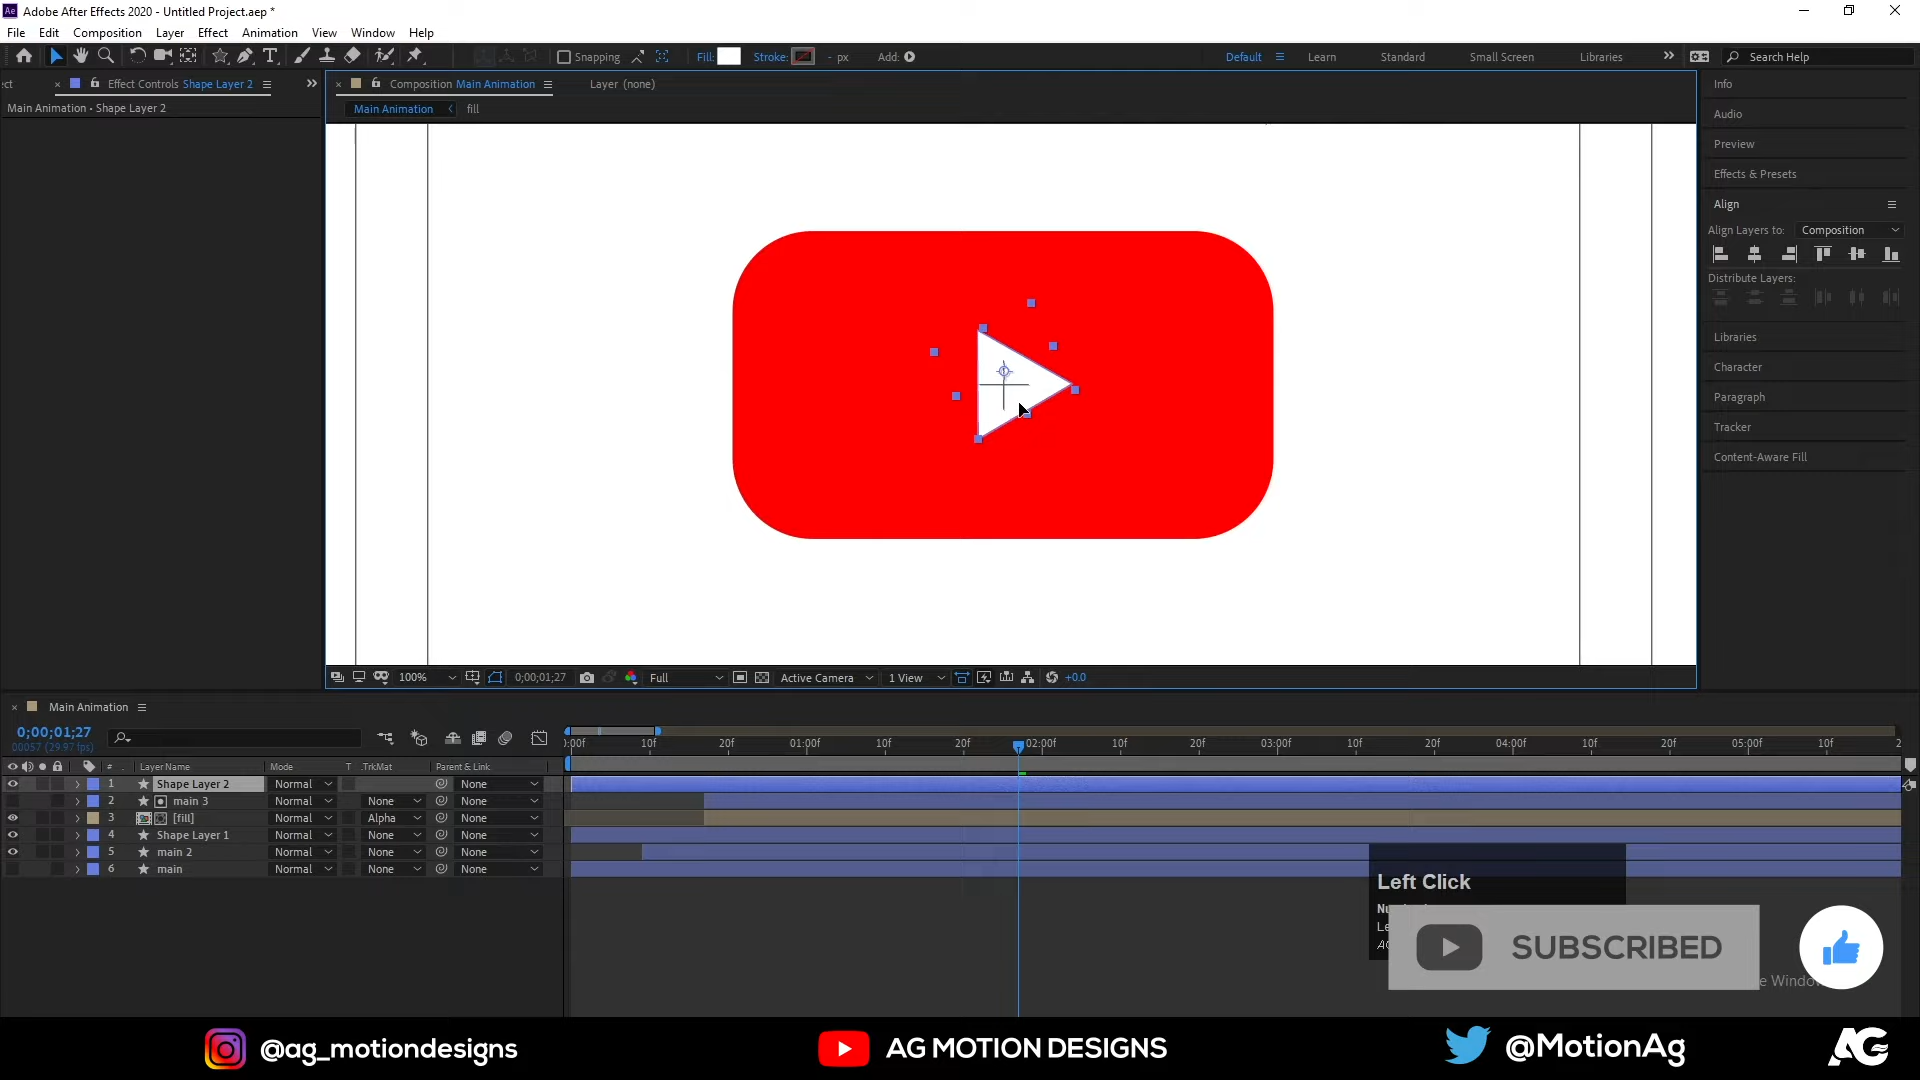 Adobe After Effects 2020 - Untitled Project.aep *
File Edit Composition Layer Effect Animation View Window Help
Snapping Fill: Stroke: - px Add: Default Learn Standard Small Screen Libraries Search Help
ct Effect Controls Shape Layer 2 Composition Main Animation Layer (none) Info
Main Animation • Shape Layer 2 Main Animation fill
Audio
Preview
Effects & Presets
Align
Align Layers to: Composition
Distribute Layers:
Libraries
Character
Paragraph
Tracker
Content-Aware Fill
100% 0;00;01;27 Full Active Camera 1 View +0.0
Main Animation
0;00;01;27
00057 (29.97 fps)
):00f 10f 20f 01:00f 10f 20f 02:00f 10f 20f 03:00f 10f 20f 04:00f 10f 20f 05:00f 10f 2
# Layer Name Mode T .TrkMat Parent & Link
1 Shape Layer 2 Normal None
2 main 3 Normal None None
3 [fill] Normal Alpha None
4 Shape Layer 1 Normal None None
5 main 2 Normal None None
6 main Normal None None
Left Click
SUBSCRIBED
@ag_motiondesigns AG MOTION DESIGNS @MotionAg AG